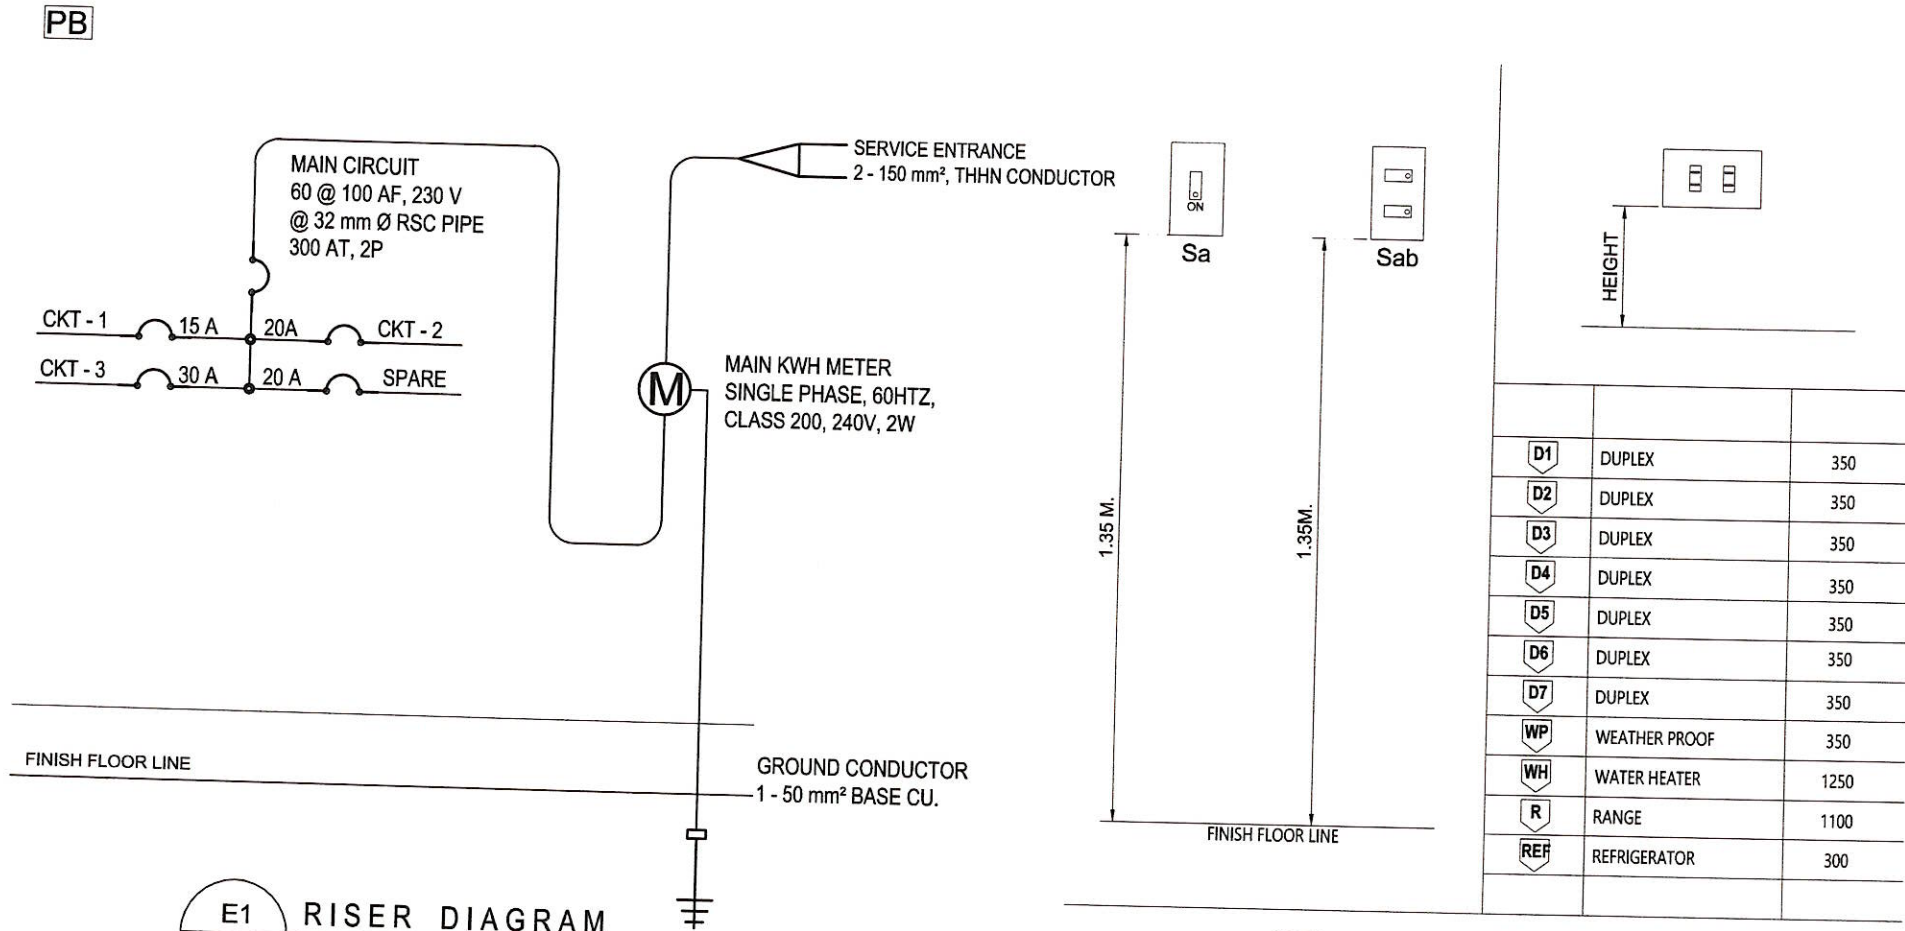 PB
MAIN CIRCUIT
60 @ 100 AF, 230 V
@ 32 mm Ø RSC PIPE
300 AT, 2P
CKT - 1
15 A
20A
CKT - 2
CKT - 3
30 A
20 A
SPARE
SERVICE ENTRANCE
2 - 150 mm², THHN CONDUCTOR
M
MAIN KWH METER
SINGLE PHASE, 60HTZ,
CLASS 200, 240V, 2W
FINISH FLOOR LINE
GROUND CONDUCTOR
1 - 50 mm² BASE CU.
E1
RISER DIAGRAM
ON
Sa
Sab
1.35 M.
1.35M.
FINISH FLOOR LINE
HEIGHT
D1 DUPLEX 350
D2 DUPLEX 350
D3 DUPLEX 350
D4 DUPLEX 350
D5 DUPLEX 350
D6 DUPLEX 350
D7 DUPLEX 350
WP WEATHER PROOF 350
WH WATER HEATER 1250
R RANGE 1100
REF REFRIGERATOR 300